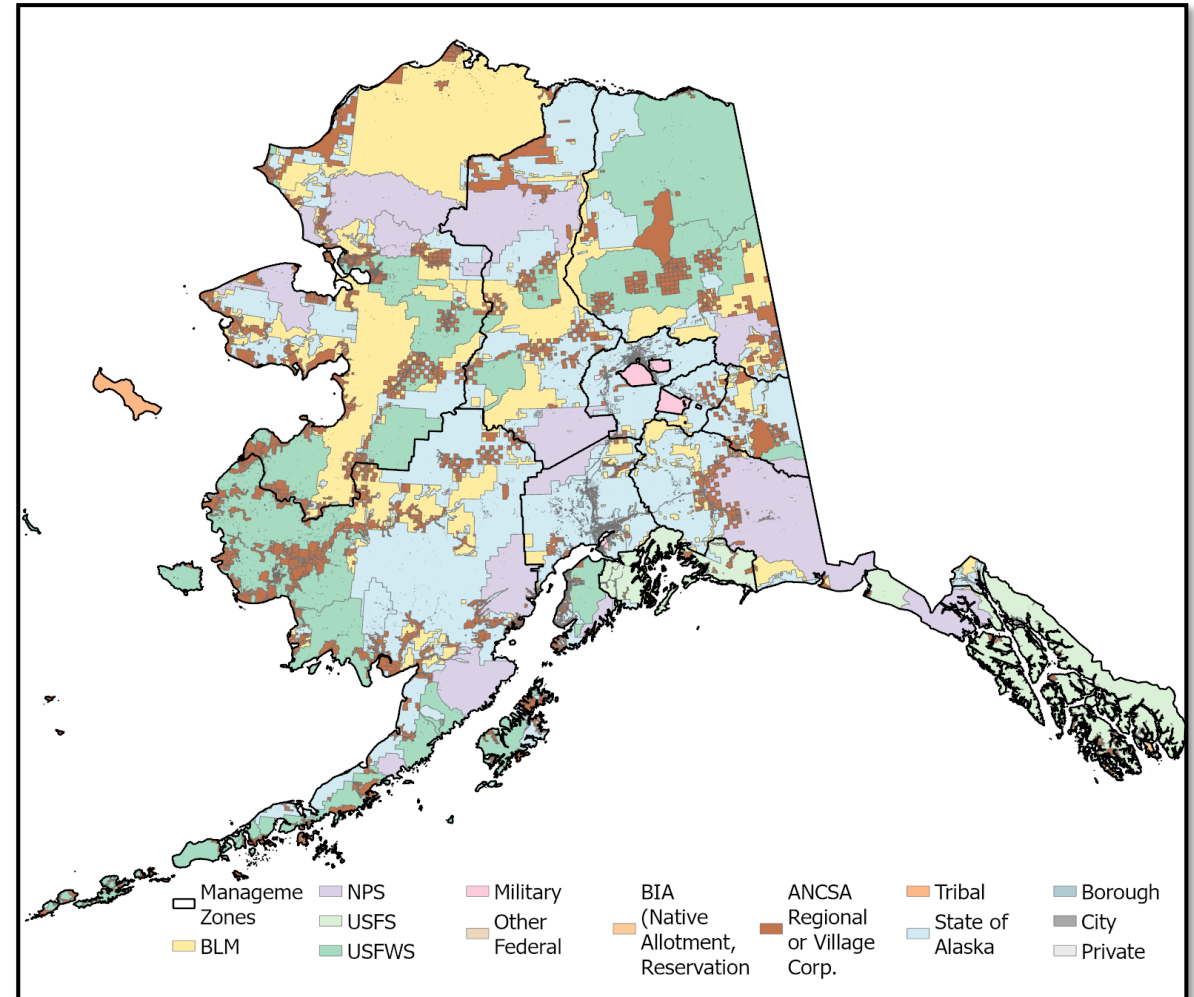 Manageme
Zones
BLM
NPS
USFS
USFWS
Military
Other
Federal
BIA
(Native
Allotment,
Reservation
ANCSA
Regional
or Village
Corp.
Tribal
State of
Alaska
Borough
City
Private